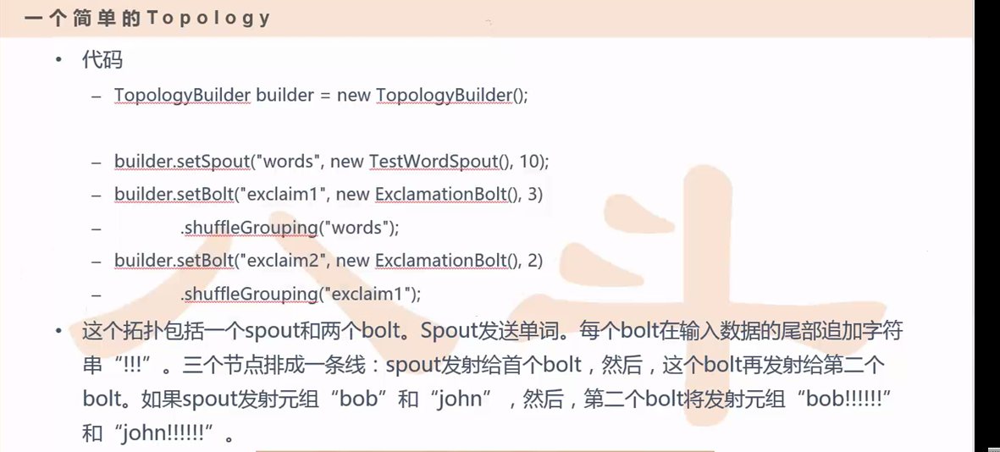 一个简单的Topology
• 代码
– TopologyBuilder builder = new TopologyBuilder();
– builder.setSpout("words", new TestWordSpout(), 10);
– builder.setBolt("exclaim1", new ExclamationBolt(), 3)
– .shuffleGrouping("words");
– builder.setBolt("exclaim2", new ExclamationBolt(), 2)
– .shuffleGrouping("exclaim1");
• 这个拓扑包括一个spout和两个bolt。Spout发送单词。每个bolt在输入数据的尾部追加字符
串“!!!”。三个节点排成一条线：spout发射给首个bolt，然后，这个bolt再发射给第二个
bolt。如果spout发射元组“bob”和“john”，然后，第二个bolt将发射元组“bob!!!!!!”
和“john!!!!!!”。
八斗